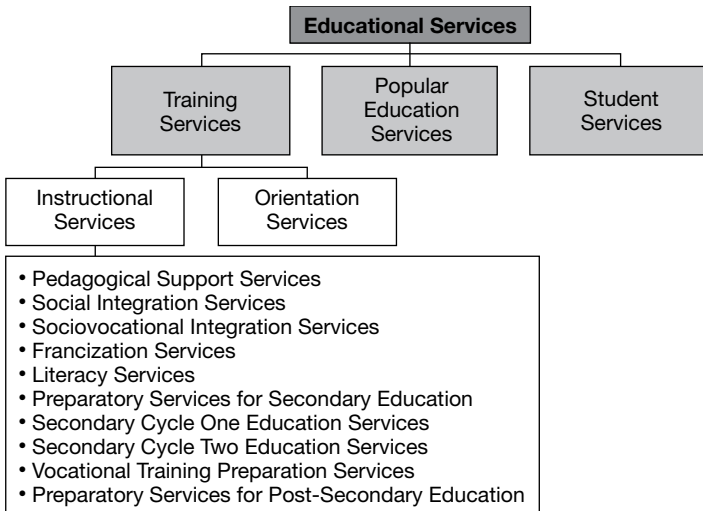 Educational Services
Training
Services
Popular
Education
Services
Student
Services
Instructional
Services
Orientation
Services
• Pedagogical Support Services
• Social Integration Services
• Sociovocational Integration Services
• Francization Services
• Literacy Services
• Preparatory Services for Secondary Education
• Secondary Cycle One Education Services
• Secondary Cycle Two Education Services
• Vocational Training Preparation Services
• Preparatory Services for Post-Secondary Education